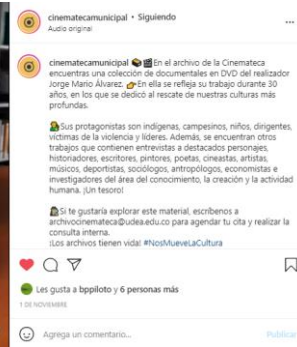 cinematecamunicipal • Siguiendo
Audio original
cinematecamunicipal En el archivo de la Cinemateca
encuentras una colección de documentales en DVD del realizador
Jorge Mario Álvarez. En ella se refleja su trabajo durante 30
años, en los que se dedicó al rescate de nuestras culturas más
profundas.
Sus protagonistas son indígenas, campesinos, niños, dirigentes,
víctimas de la violencia y líderes. Además, se encuentran otros
trabajos que contienen entrevistas a destacados personajes,
historiadores, escritores, pintores, poetas, cineastas, artistas,
músicos, deportistas, sociólogos, antropólogos, economistas e
investigadores del área del conocimiento, la creación y la actividad
humana. ¡Un tesoro!
Si te gustaría explorar este material, escríbenos a
archivocinemateca@udea.edu.co para agendar tu cita y realizar la
consulta interna.
¡Los archivos tienen vida! #NosMueveLaCultura
Les gusta a bppiloto y 6 personas más
1 DE NOVIEMBRE
Agrega un comentario...
Publicar